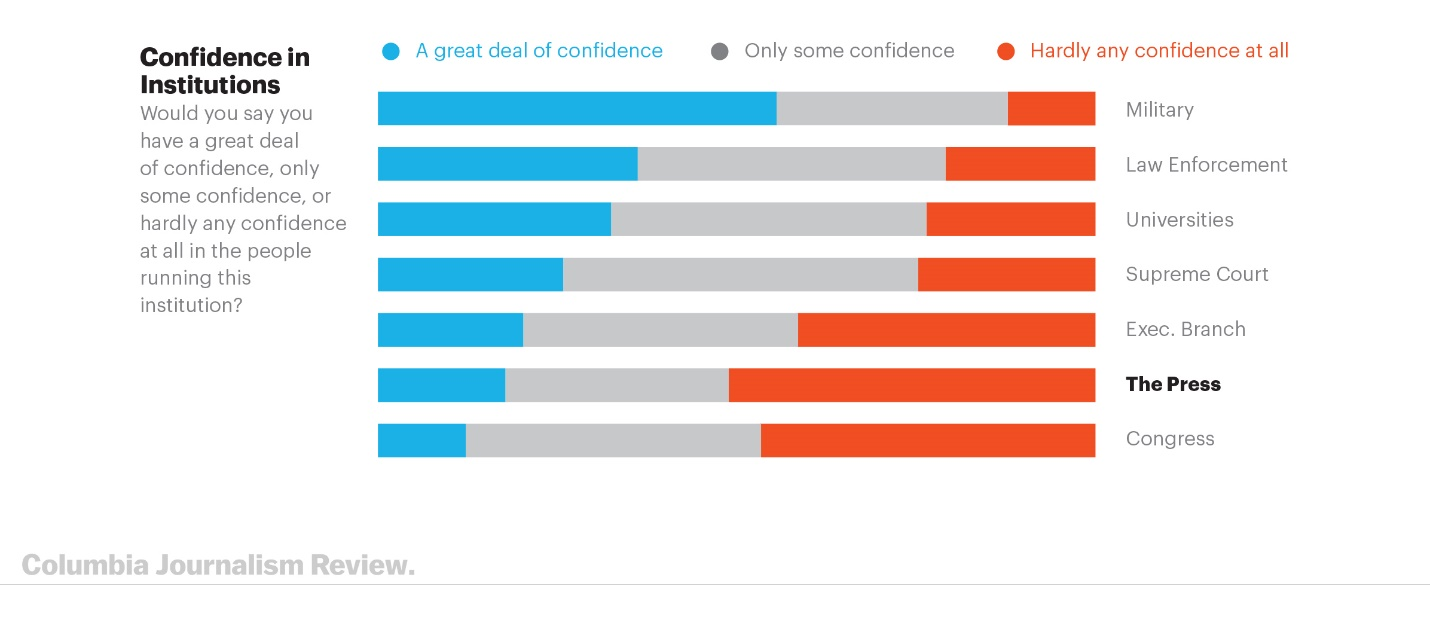 Confidence in
Institutions
Would you say you
have a great deal
of confidence, only
some confidence, or
hardly any confidence
at all in the people
running this
institution?
A great deal of confidence
Only some confidence
Hardly any confidence at all
Military
Law Enforcement
Universities
Supreme Court
Exec. Branch
The Press
Congress
Columbia Journalism Review.